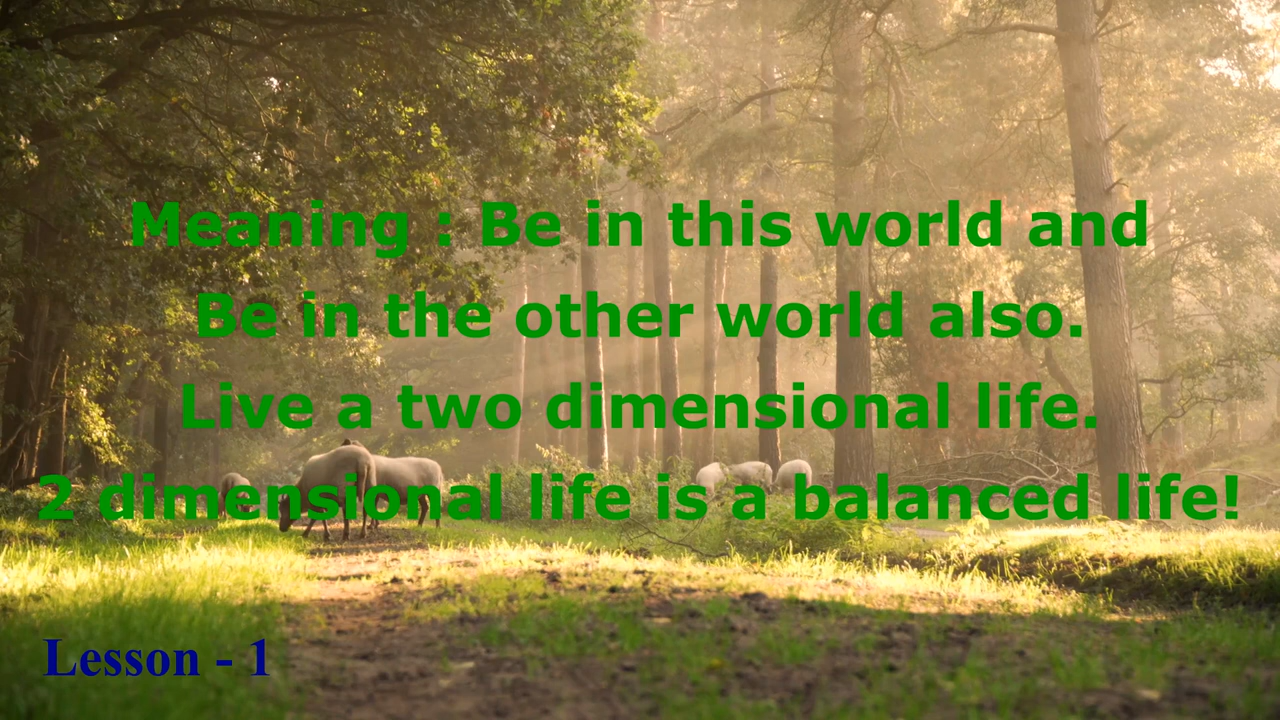 Meaning : Be in this world and
Be in the other world also.
Live a two dimensional life.
2 dimensional life is a balanced life!
Lesson - 1